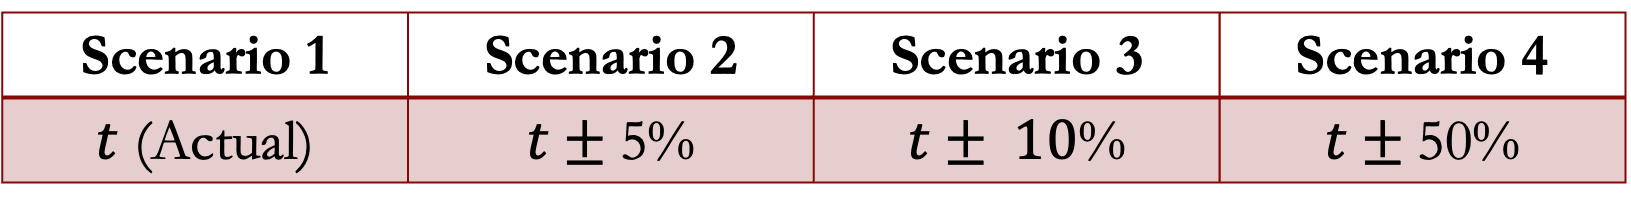 Scenario 1 Scenario 2 Scenario 3 Scenario 4
t (Actual) t ± 5% t ± 10% t ± 50%